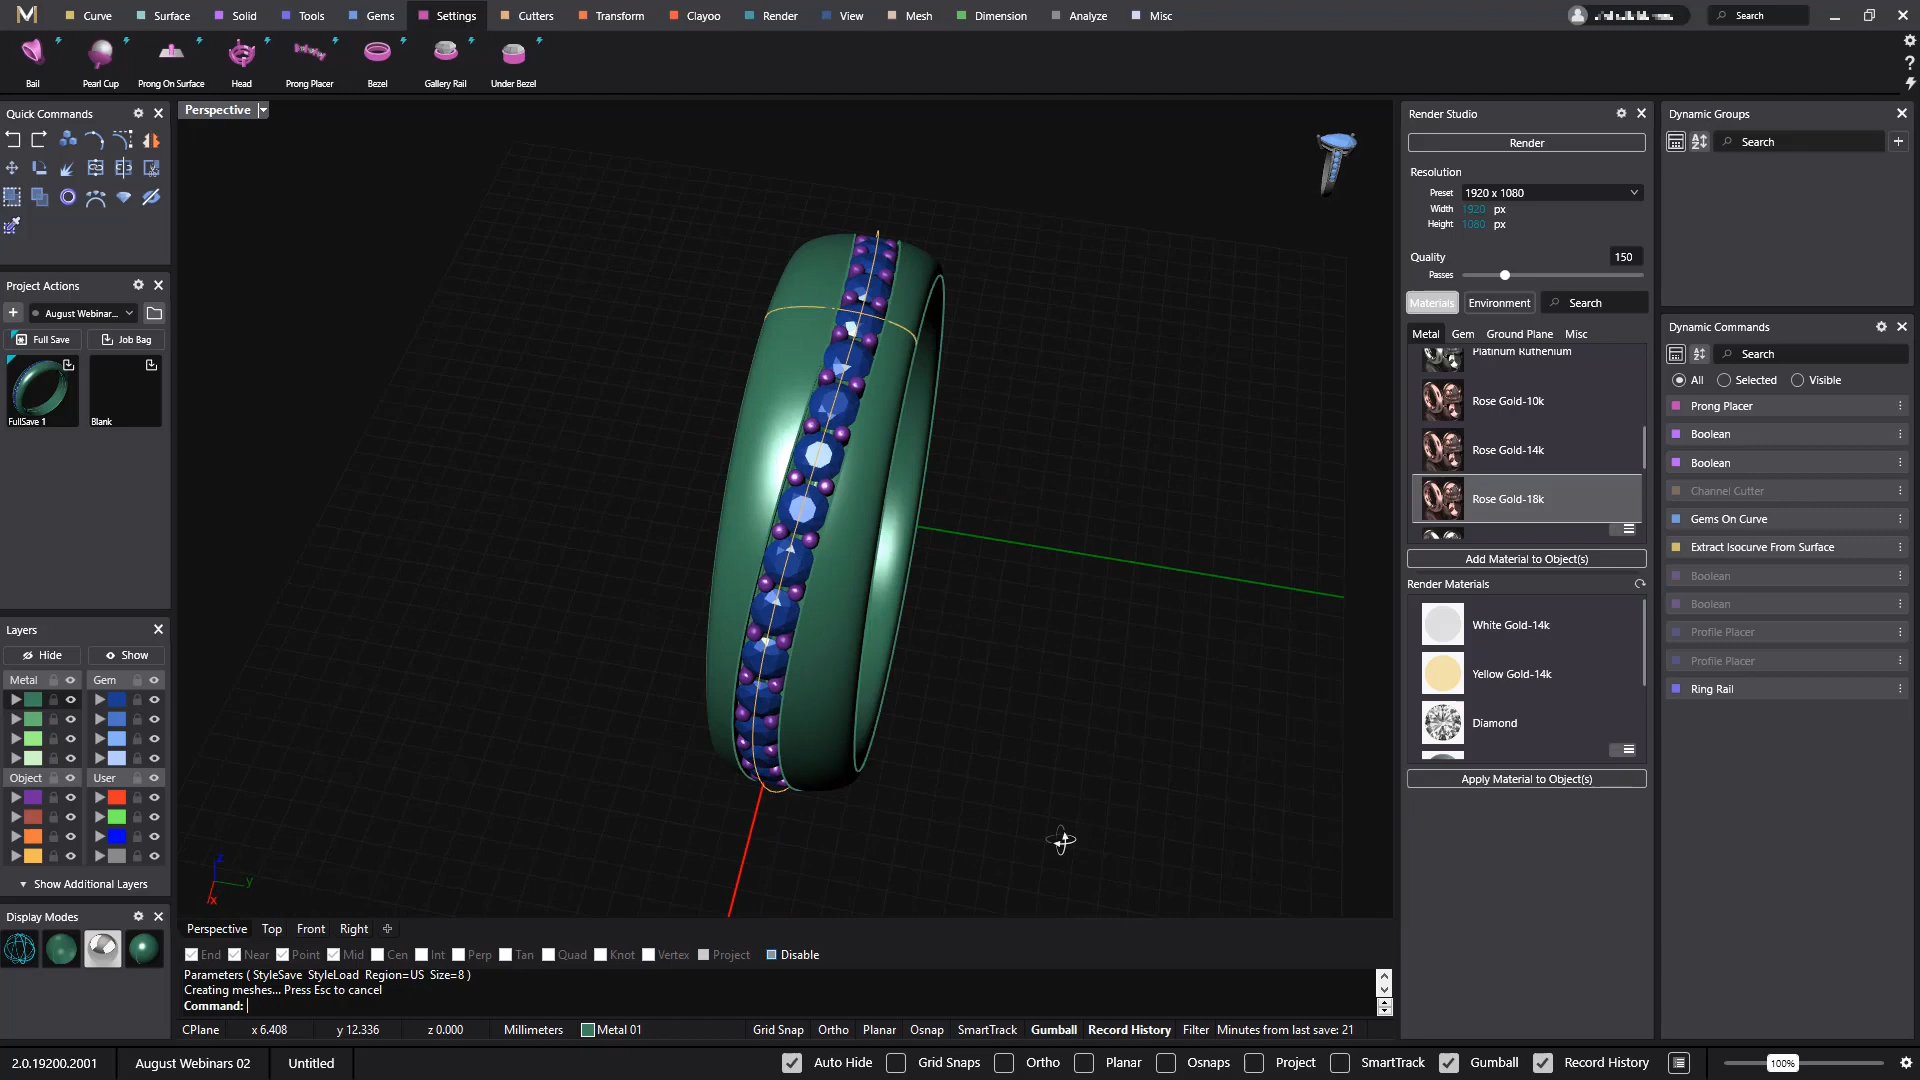 Curve Surface Solid Tools Gems Settings Cutters Transform Clayoo Render View Mesh Dimension Analyze Misc Search
Bail Pearl Cup Prong On Surface Head Prong Placer Bezel Gallery Rail Under Bezel
Quick Commands
Project Actions
August Webinar...
Full Save Job Bag
FullSave 1 Blank
Layers
Hide Show
Metal Gem
Object User
Show Additional Layers
Display Modes
Perspective
z
y
x
Perspective Top Front Right
End Near Point Mid Cen Int Perp Tan Quad Knot Vertex Project Disable
Parameters ( StyleSave StyleLoad Region=US Size=8 )
Creating meshes... Press Esc to cancel
Command:
CPlane x 6.408 y 12.336 z 0.000 Millimeters Metal 01 Grid Snap Ortho Planar Osnap SmartTrack Gumball Record History Filter Minutes from last save: 21
Render Studio
Render
Resolution
Preset 1920 x 1080
Width 1920 px
Height 1080 px
Quality 150
Passes
Materials Environment Search
Metal Gem Ground Plane Misc
Platinum Ruthenium
Rose Gold-10k
Rose Gold-14k
Rose Gold-18k
Add Material to Object(s)
Render Materials
White Gold-14k
Yellow Gold-14k
Diamond
Apply Material to Object(s)
Dynamic Groups
Search
Dynamic Commands
Search
All Selected Visible
Prong Placer
Boolean
Boolean
Channel Cutter
Gems On Curve
Extract Isocurve From Surface
Boolean
Boolean
Profile Placer
Profile Placer
Ring Rail
2.0.19200.2001 August Webinars 02 Untitled Auto Hide Grid Snaps Ortho Planar Osnaps Project SmartTrack Gumball Record History 100%